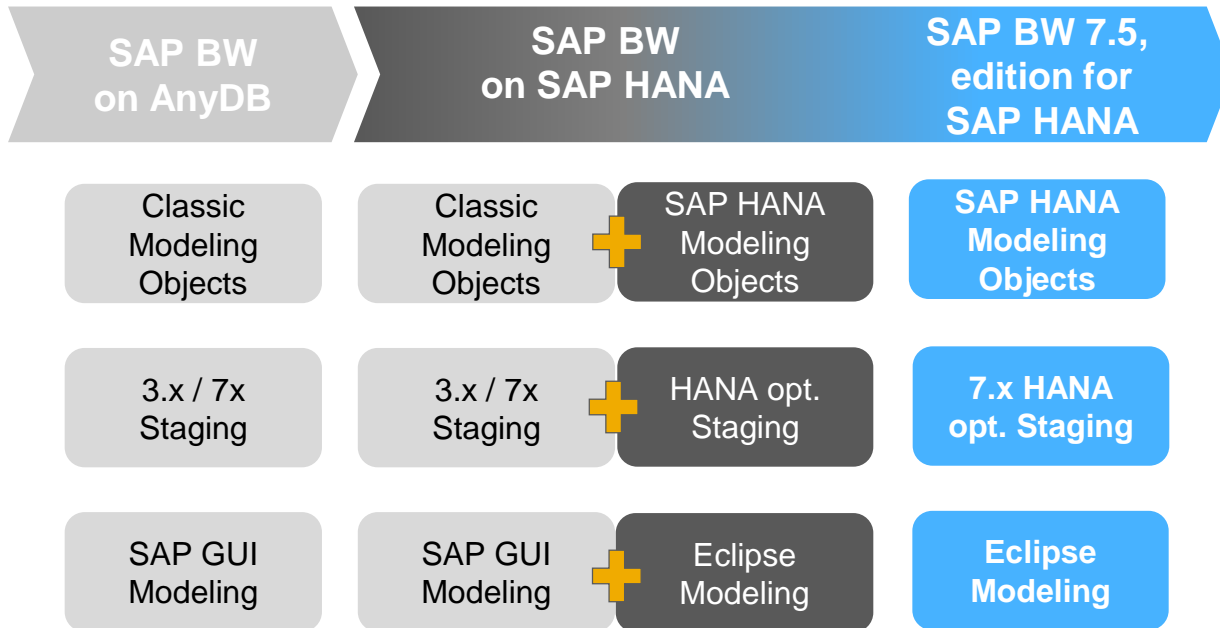 SAP BW
on AnyDB
SAP BW
on SAP HANA
SAP BW 7.5,
edition for
SAP HANA
Classic
Modeling
Objects
Classic
Modeling
Objects
SAP HANA
Modeling
Objects
SAP HANA
Modeling
Objects
3.x / 7x
Staging
3.x / 7x
Staging
HANA opt.
Staging
7.x HANA
opt. Staging
SAP GUI
Modeling
SAP GUI
Modeling
Eclipse
Modeling
Eclipse
Modeling